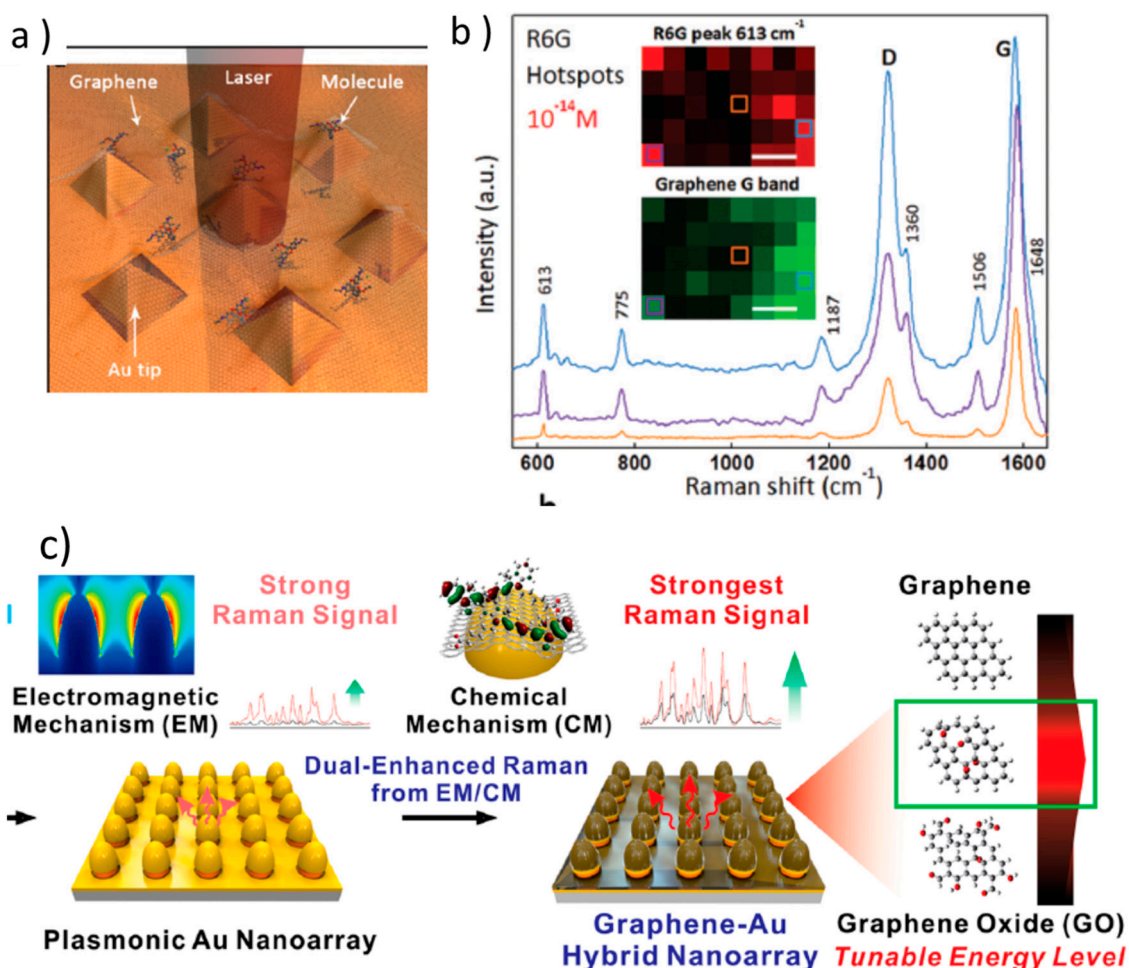 a )
Graphene
Laser
Molecule
Au tip
b )
R6G
Hotspots
10⁻¹⁴M
R6G peak 613 cm⁻¹
Graphene G band
D
G
613
775
1187
1360
1506
1648
Intensity (a.u.)
600 800 1000 1200 1400 1600
Raman shift (cm⁻¹)
c)
Strong
Raman Signal
Electromagnetic
Mechanism (EM)
Chemical
Mechanism (CM)
Strongest
Raman Signal
Graphene
Dual-Enhanced Raman
from EM/CM
Plasmonic Au Nanoarray
Graphene-Au
Hybrid Nanoarray
Graphene Oxide (GO)
Tunable Energy Level